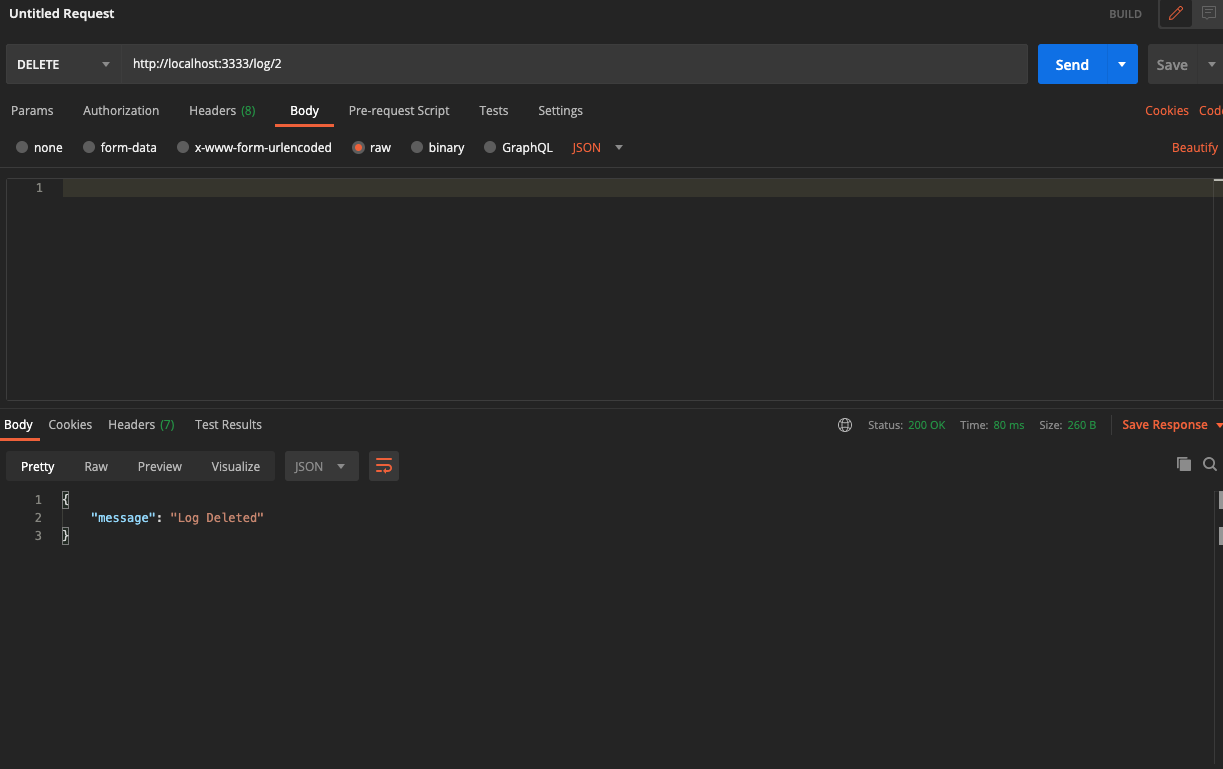 Untitled Request
BUILD
DELETE
http://localhost:3333/log/2
Send
Save
Params Authorization Headers (8) Body Pre-request Script Tests Settings
Cookies Code
none form-data x-www-form-urlencoded raw binary GraphQL JSON
Beautify
1
Body Cookies Headers (7) Test Results
Status: 200 OK Time: 80 ms Size: 260 B
Save Response
Pretty Raw Preview Visualize JSON
1 {
2 "message": "Log Deleted"
3 }